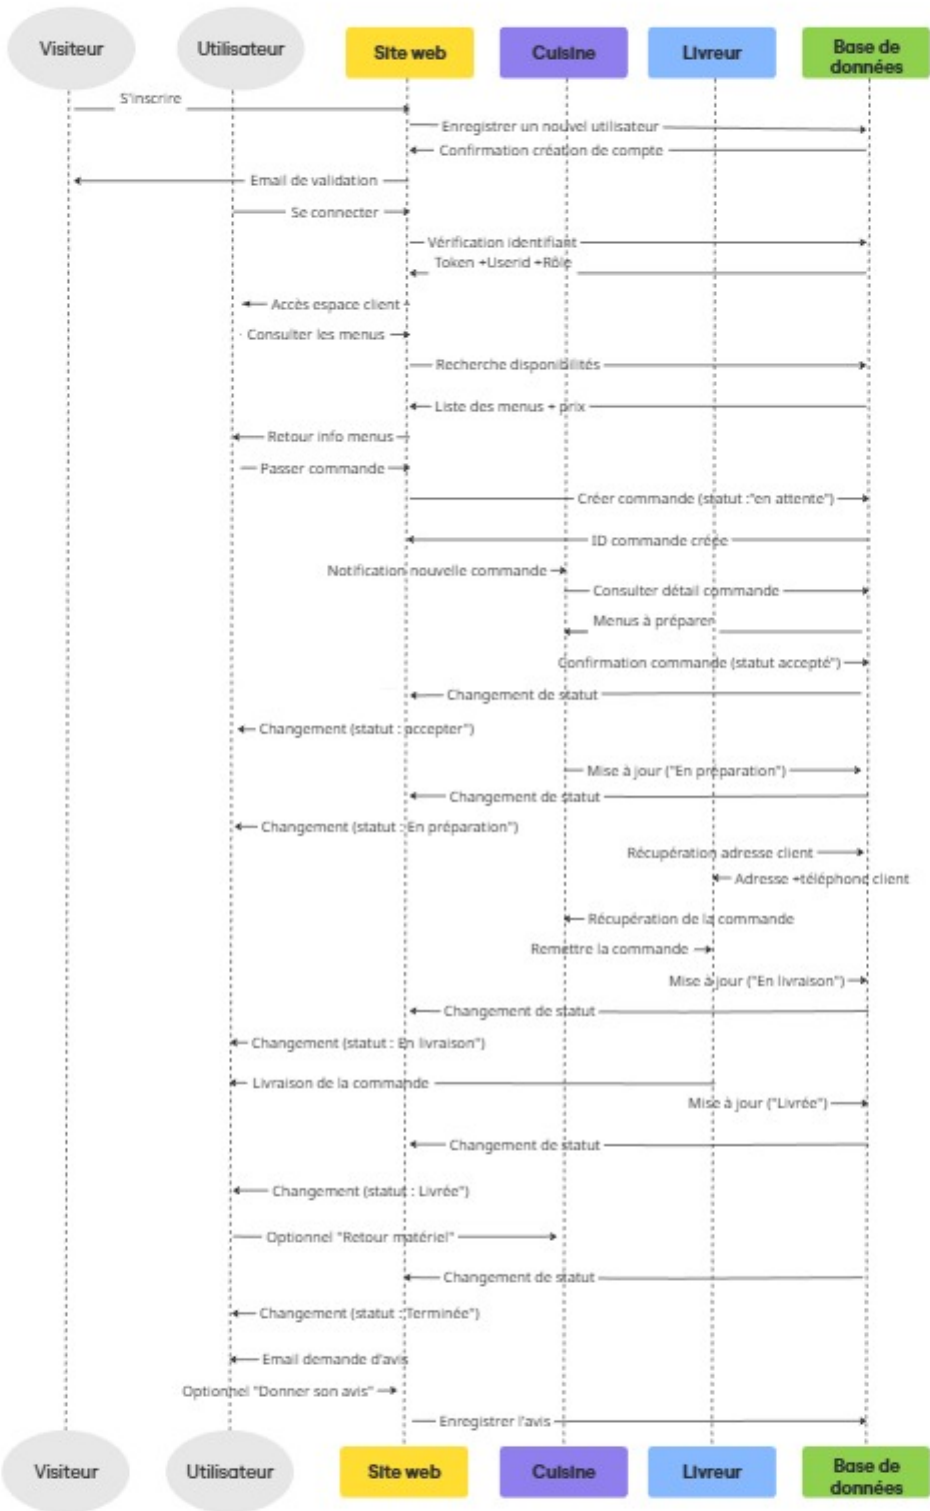 Visiteur
Utilisateur
Site web
Cuisine
Livreur
Base de
données
S'inscrire
Enregistrer un nouvel utilisateur
Confirmation création de compte
Email de validation
Se connecter
Vérification identifiant
Token +Userid +Rôle
Accès espace client
Consulter les menus
Recherche disponibilités
Liste des menus + prix
Retour info menus
Passer commande
Créer commande (statut :"en attente")
ID commande créée
Notification nouvelle commande
Consulter détail commande
Menus à préparer
Confirmation commande (statut accepté")
Changement de statut
Changement (statut : accepter")
Mise à jour ("En préparation")
Changement de statut
Changement (statut : En préparation")
Récupération adresse client
Adresse +téléphone client
Récupération de la commande
Remettre la commande
Mise à jour ("En livraison")
Changement de statut
Changement (statut : En livraison")
Livraison de la commande
Mise à jour ("Livrée")
Changement de statut
Changement (statut : Livrée")
Optionnel "Retour matériel"
Changement de statut
Changement (statut :"Terminée")
Email demande d'avis
Optionnel "Donner son avis"
Enregistrer l'avis
Visiteur
Utilisateur
Site web
Cuisine
Livreur
Base de
données